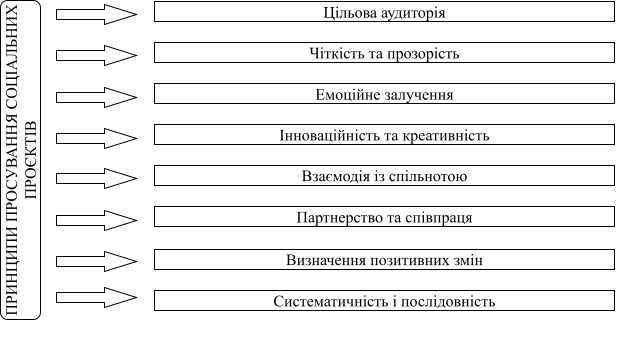 ПРИНЦИПИ ПРОСУВАННЯ СОЦІАЛЬНИХ
ПРОЄКТІВ
Цільова аудиторія
Чіткість та прозорість
Емоційне залучення
Інноваційність та креативність
Взаємодія із спільнотою
Партнерство та співпраця
Визначення позитивних змін
Систематичність і послідовність